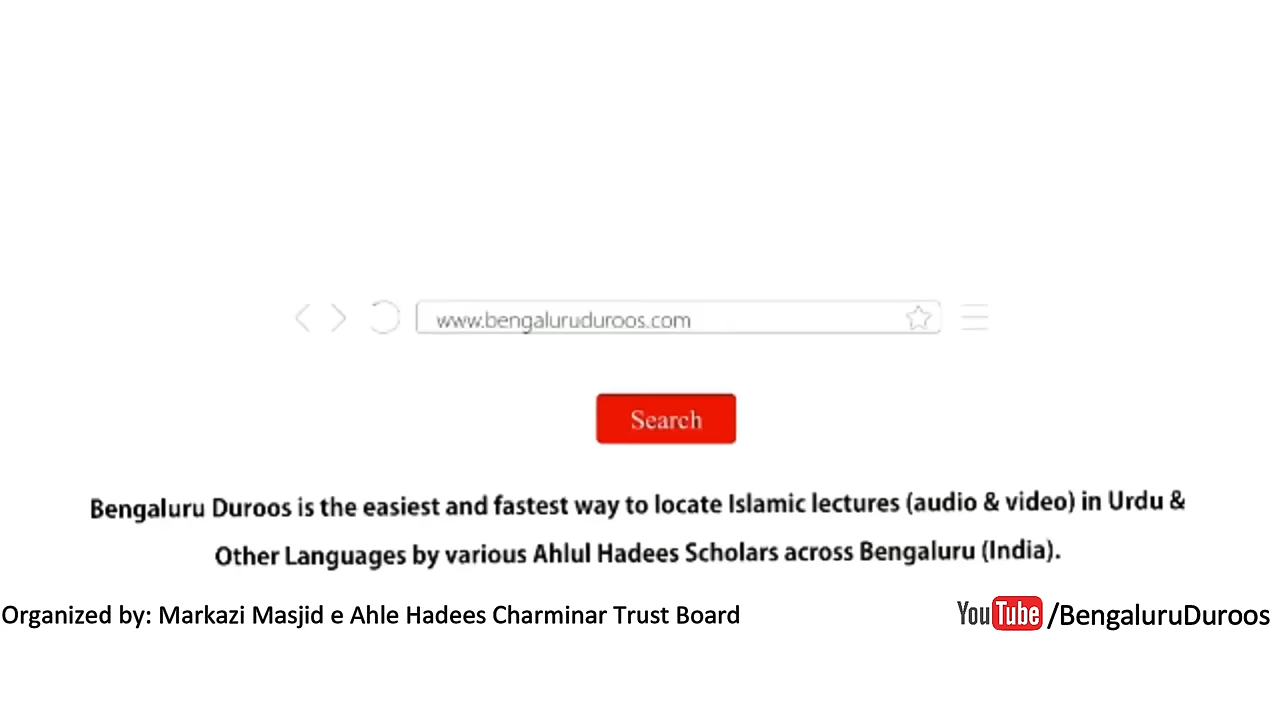 www.bengaluruduroos.com
Search
Bengaluru Duroos is the easiest and fastest way to locate Islamic lectures (audio & video) in Urdu &
Other Languages by various Ahlul Hadees Scholars across Bengaluru (India).
Organized by: Markazi Masjid e Ahle Hadees Charminar Trust Board
YouTube/BengaluruDuroos